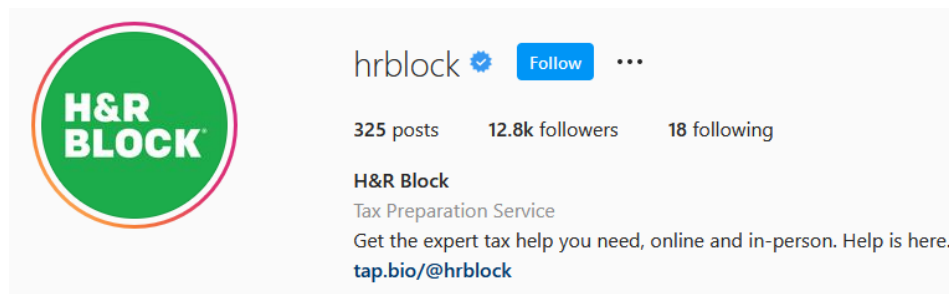 H&R
BLOCK
hrblock
Follow
325 posts 12.8k followers 18 following
H&R Block
Tax Preparation Service
Get the expert tax help you need, online and in-person. Help is here.
tap.bio/@hrblock